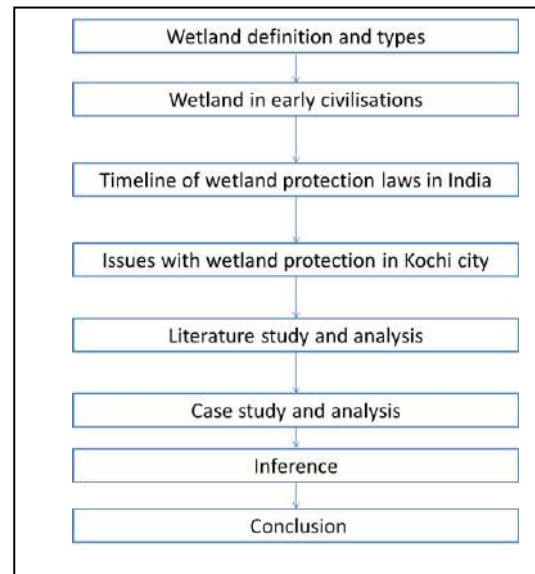 Wetland definition and types
Wetland in early civilisations
Timeline of wetland protection laws in India
Issues with wetland protection in Kochi city
Literature study and analysis
Case study and analysis
Inference
Conclusion